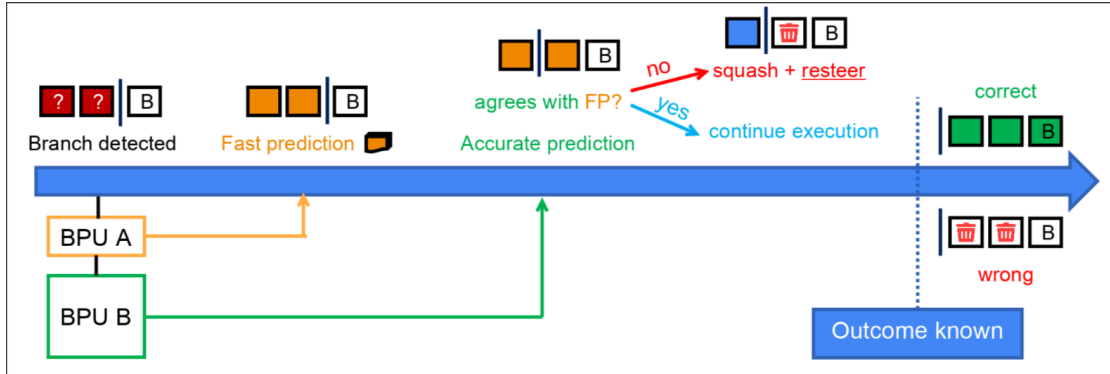 ? ? B
Branch detected
Fast prediction
B
B
agrees with FP?
no
yes
B
squash + resteer
continue execution
Accurate prediction
correct
B
B
wrong
BPU A
BPU B
Outcome known